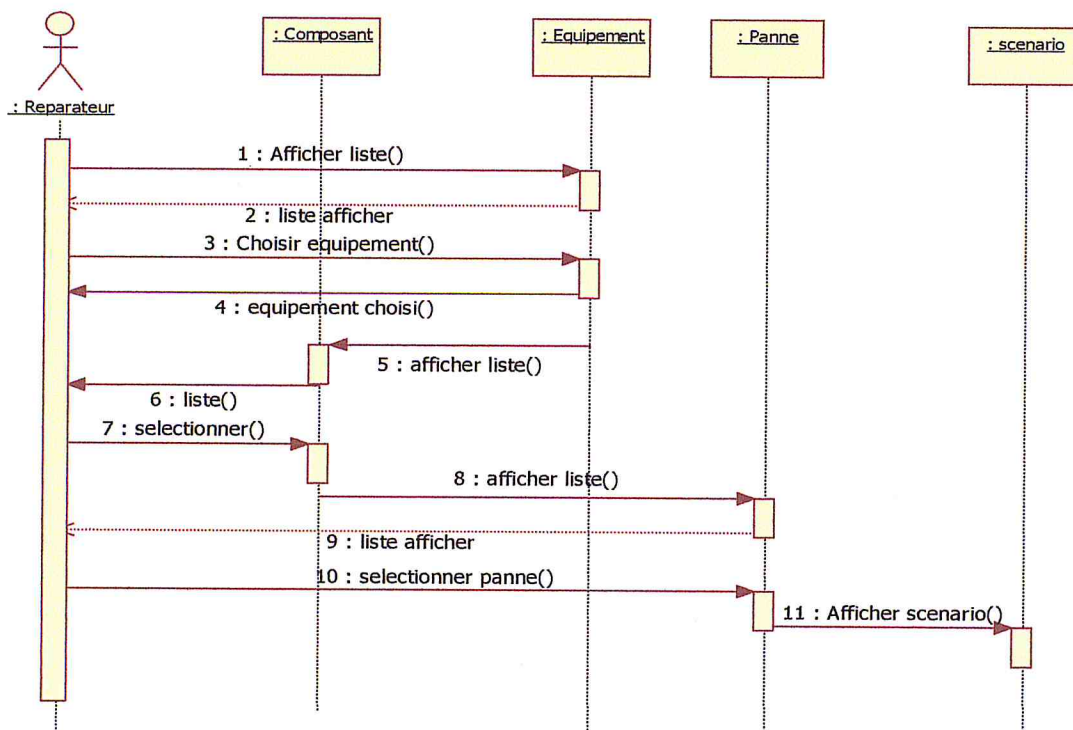 : Composant
: Equipement
: Panne
: scenario
: Reparateur
1 : Afficher liste()
2 : liste afficher
3 : Choisir equipement()
4 : equipement choisi()
5 : afficher liste()
6 : liste()
7 : selectionner()
8 : afficher liste()
9 : liste afficher
10 : selectionner panne()
11 : Afficher scenario()